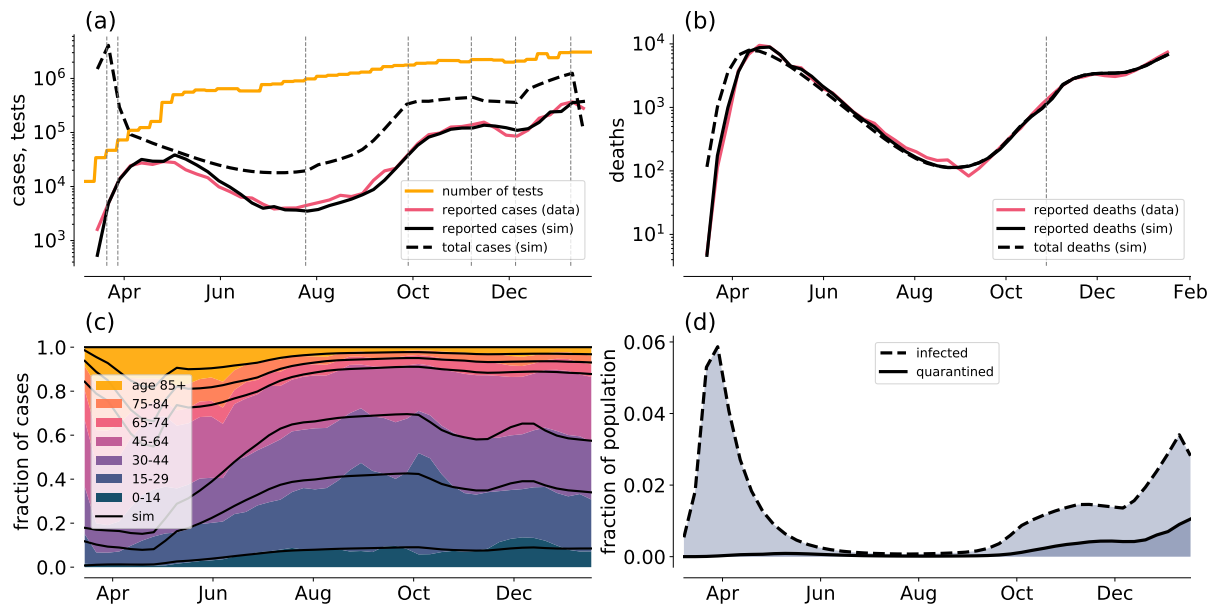 (a)
cases, tests
10^6
10^5
10^4
10^3
number of tests
reported cases (data)
reported cases (sim)
total cases (sim)
Apr Jun Aug Oct Dec
(b)
deaths
10^4
10^3
10^2
10^1
reported deaths (data)
reported deaths (sim)
total deaths (sim)
Apr Jun Aug Oct Dec Feb
(c)
fraction of cases
1.0
0.8
0.6
0.4
0.2
0.0
age 85+
75-84
65-74
45-64
30-44
15-29
0-14
sim
Apr Jun Aug Oct Dec
(d)
fraction of population
0.06
0.04
0.02
0.00
infected
quarantined
Apr Jun Aug Oct Dec